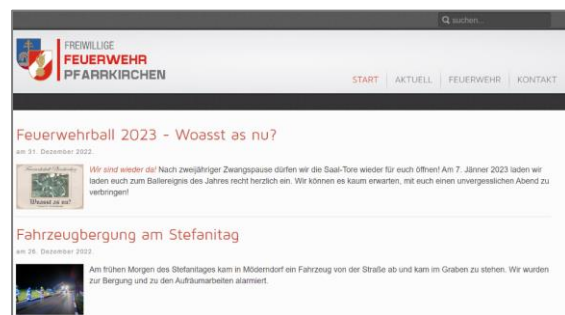 suchen...
FREIWILLIGE
FEUERWEHR
PFARRKIRCHEN
START AKTUELL FEUERWEHR KONTAKT
Feuerwehrball 2023 - Woasst as nu?
am 31. Dezember 2022.
Wir sind wieder da! Nach zweijähriger Zwangspause dürfen wir die Saal-Tore wieder für euch öffnen! Am 7. Jänner 2023 laden wir
laden euch zum Ballereignis des Jahres recht herzlich ein. Wir können es kaum erwarten, mit euch einen unvergesslichen Abend zu
verbringen!
Woasst as nu?
Fahrzeugbergung am Stefanitag
am 26. Dezember 2022.
Am frühen Morgen des Stefanitages kam in Möderndorf ein Fahrzeug von der Straße ab und kam im Graben zu stehen. Wir wurden
zur Bergung und zu den Aufräumarbeiten alarmiert.